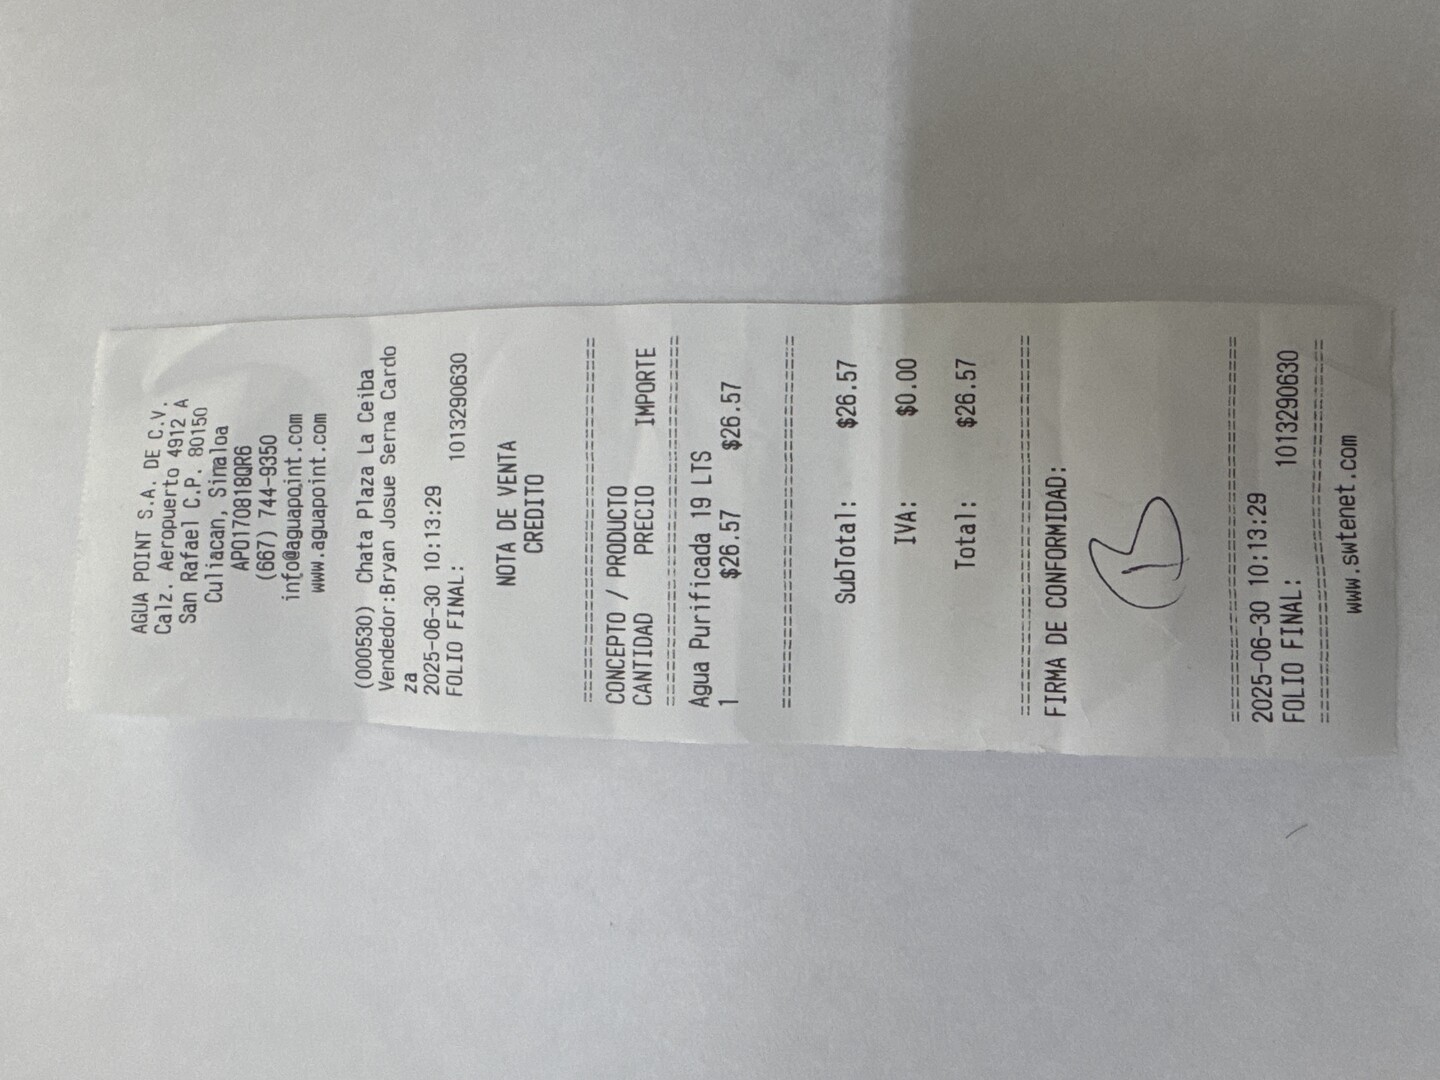 AGUA POINT S.A. DE C.V.
Calz. Aeropuerto 4912 A
San Rafael C.P. 80150
Culiacan, Sinaloa
APO170818QR6
(667) 744-9350
info@aguapoint.com
www.aguapoint.com
(000530) Chata Plaza La Ceiba
Vendedor:Bryan Josue Serna Cardo
za
2025-06-30 10:13:29
FOLIO FINAL: 1013290630
NOTA DE VENTA
CREDITO
================================
CONCEPTO / PRODUCTO
CANTIDAD PRECIO IMPORTE
================================
Agua Purificada 19 LTS
1 $26.57 $26.57
================================
SubTotal: $26.57
IVA: $0.00
Total: $26.57
================================
FIRMA DE CONFORMIDAD:
================================
2025-06-30 10:13:29
FOLIO FINAL: 1013290630
================================
www.swtenet.com